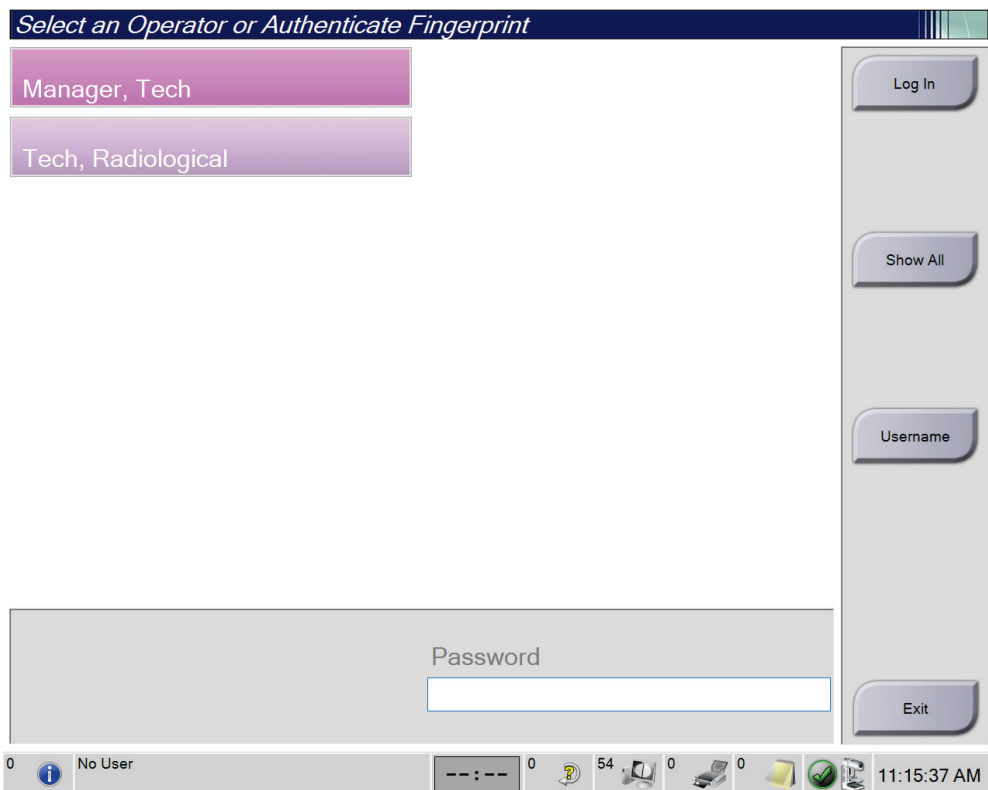 Select an Operator or Authenticate Fingerprint
Manager, Tech
Log In
Tech, Radiological
Show All
Username
Password
Exit
0
No User
--:--
0
54
0
0
11:15:37 AM